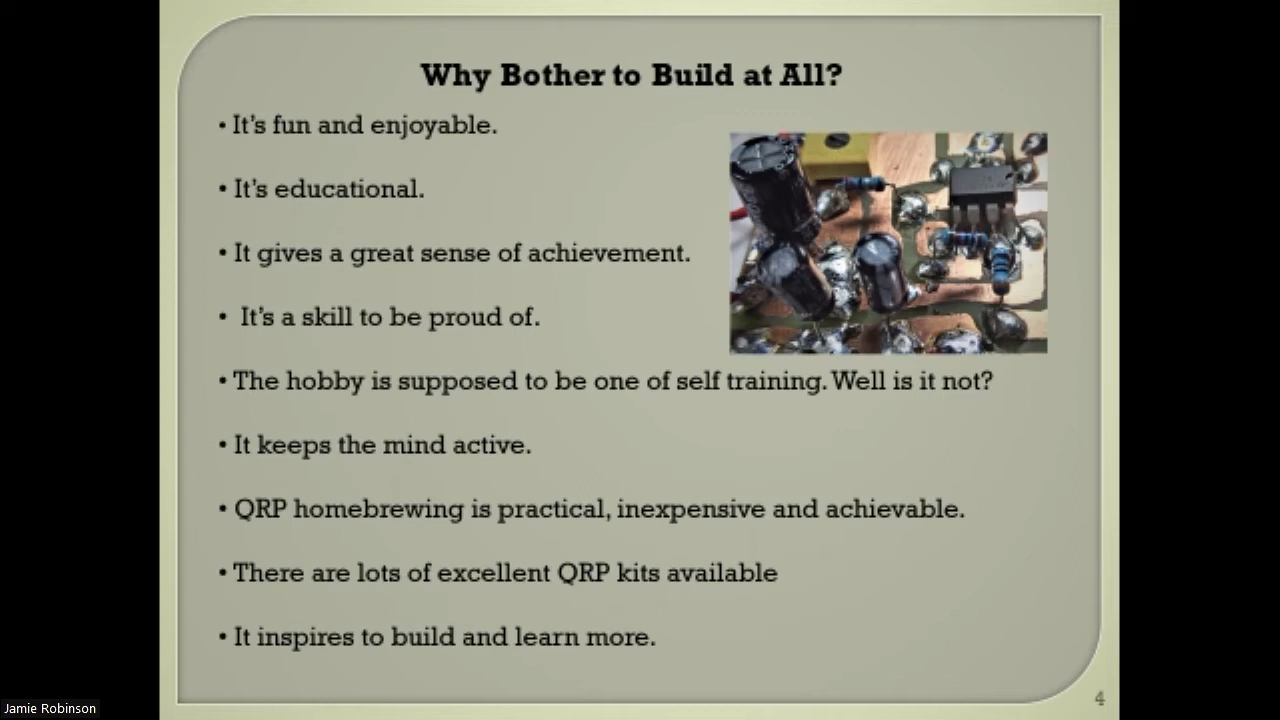 Why Bother to Build at All?
• It's fun and enjoyable.
• It's educational.
• It gives a great sense of achievement.
• It's a skill to be proud of.
• The hobby is supposed to be one of self training. Well is it not?
• It keeps the mind active.
• QRP homebrewing is practical, inexpensive and achievable.
• There are lots of excellent QRP kits available
• It inspires to build and learn more.
4
Jamie Robinson